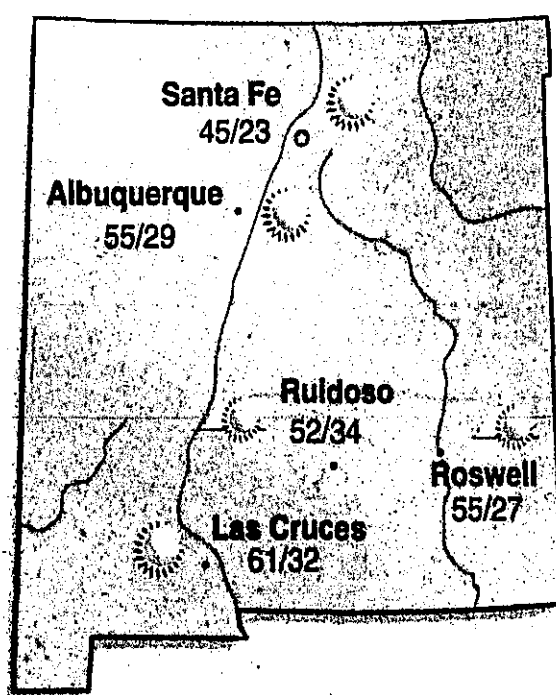 Santa Fe
45/23
Albuquerque
55/29
Ruidoso
52/34
Roswell
55/27
Las Cruces
61/32